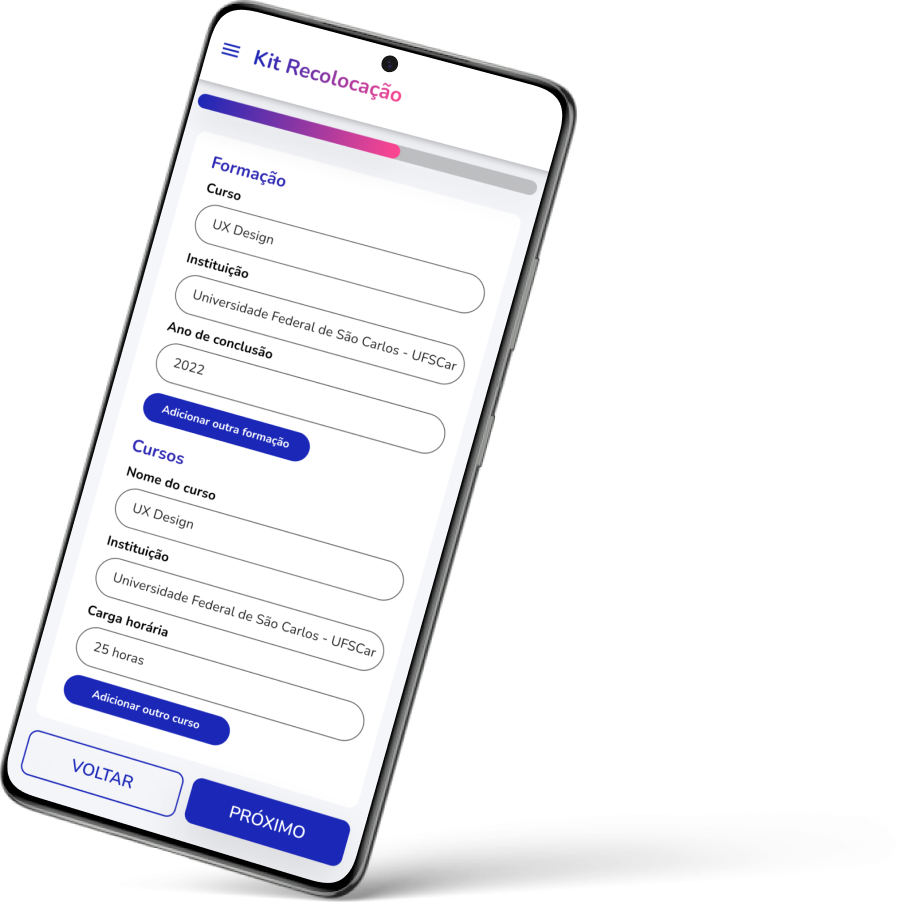 Kit Recolocação
Formação
Curso
UX Design
Instituição
Universidade Federal de São Carlos - UFSCar
Ano de conclusão
2022
Adicionar outra formação
Cursos
Nome do curso
UX Design
Instituição
Universidade Federal de São Carlos - UFSCar
Carga horária
25 horas
Adicionar outro curso
VOLTAR
PRÓXIMO